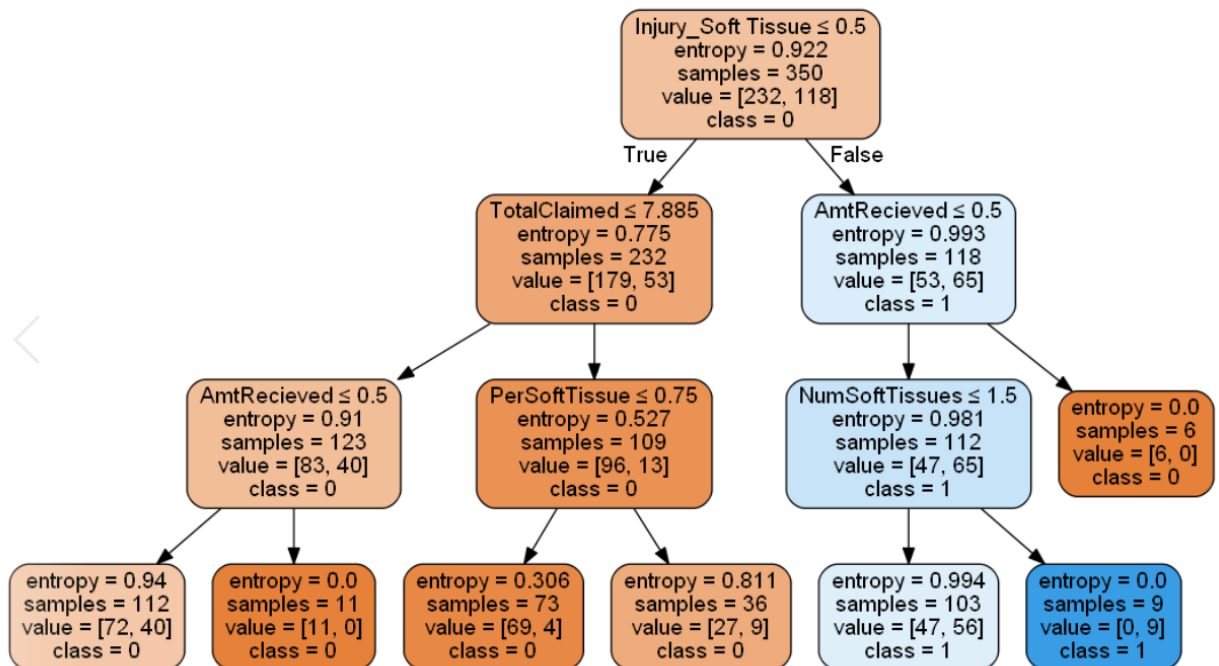 Injury_Soft Tissue ≤ 0.5
entropy = 0.922
samples = 350
value = [232, 118]
class = 0
True
False
TotalClaimed ≤ 7.885
entropy = 0.775
samples = 232
value = [179, 53]
class = 0
AmtRecieved ≤ 0.5
entropy = 0.993
samples = 118
value = [53, 65]
class = 1
AmtRecieved ≤ 0.5
entropy = 0.91
samples = 123
value = [83, 40]
class = 0
PerSoftTissue ≤ 0.75
entropy = 0.527
samples = 109
value = [96, 13]
class = 0
NumSoftTissues ≤ 1.5
entropy = 0.981
samples = 112
value = [47, 65]
class = 1
entropy = 0.0
samples = 6
value = [6, 0]
class = 0
entropy = 0.94
samples = 112
value = [72, 40]
class = 0
entropy = 0.0
samples = 11
value = [11, 0]
class = 0
entropy = 0.306
samples = 73
value = [69, 4]
class = 0
entropy = 0.811
samples = 36
value = [27, 9]
class = 0
entropy = 0.994
samples = 103
value = [47, 56]
class = 1
entropy = 0.0
samples = 9
value = [0, 9]
class = 1